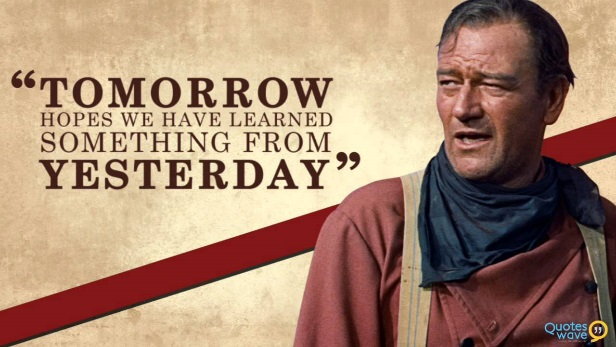 “TOMORROW
HOPES WE HAVE LEARNED
SOMETHING FROM
YESTERDAY”
Quotes
wave